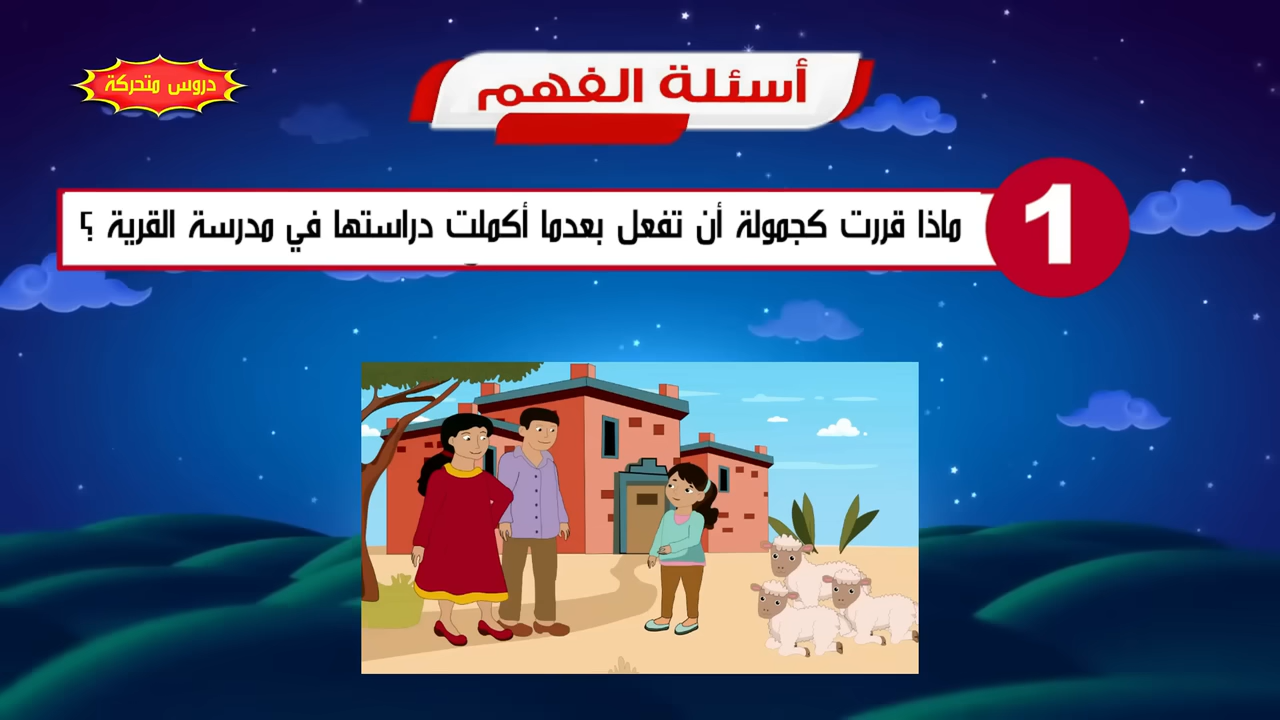 دروس متحركة
أسئلة الفهم
1
ماذا قررت كجمولة أن تفعل بعدما أكملت دراستها في مدرسة القرية ؟